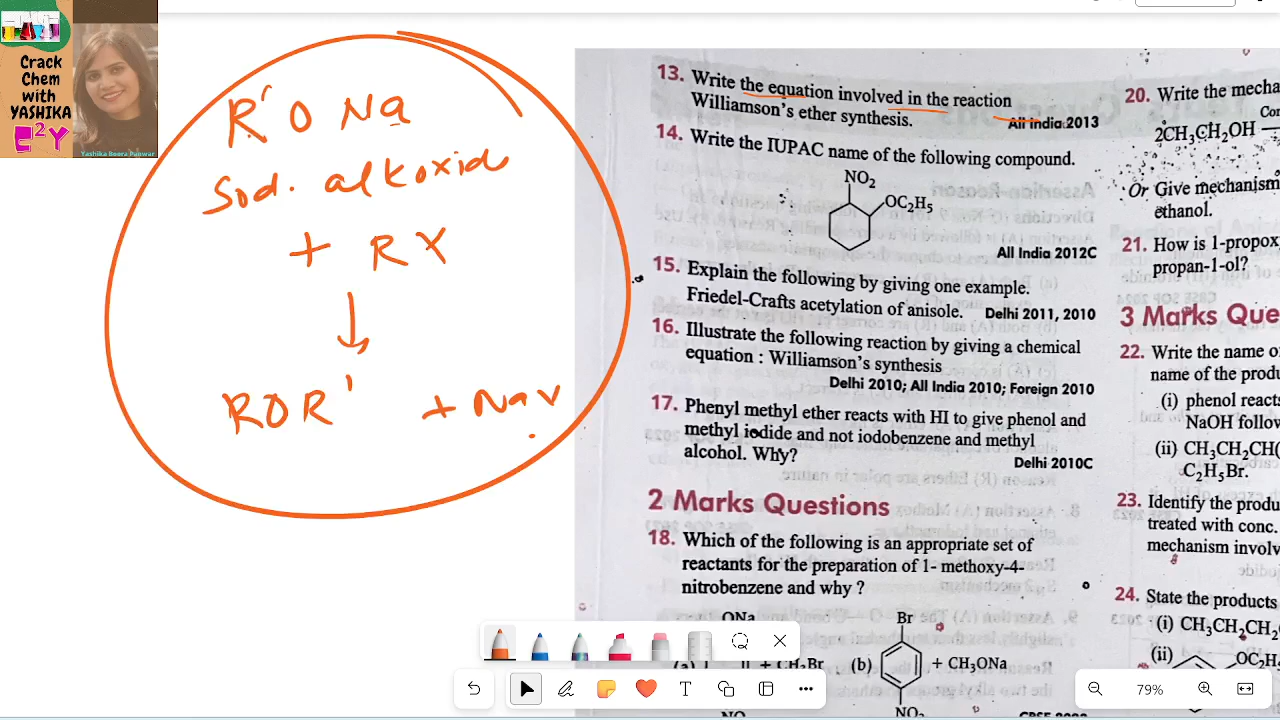 Crack
Chem
with
YASHIKA
E²Y
Yashika Boora Panwar
R'O Na
Sod. alkoxide
+ RX
ROR' + Nax
13. Write the equation involved in the reaction
Williamson's ether synthesis.
All India 2013
14. Write the IUPAC name of the following compound.
NO2
OC2H5
All India 2012C
15. Explain the following by giving one example.
Friedel-Crafts acetylation of anisole. Delhi 2011, 2010
16. Illustrate the following reaction by giving a chemical
equation : Williamson's synthesis
Delhi 2010; All India 2010; Foreign 2010
17. Phenyl methyl ether reacts with HI to give phenol and
methyl iodide and not iodobenzene and methyl
alcohol. Why?
Delhi 2010C
2 Marks Questions
18. Which of the following is an appropriate set of
reactants for the preparation of 1- methoxy-4-
nitrobenzene and why ?
ONa
Br
+ CH3Br (b) + CH3ONa
NO2
20. Write the mecha
Con
2CH3CH2OH
Or Give mechanism
ethanol.
21. How is 1-propox
propan-1-ol?
3 Marks Que
22. Write the name o
name of the produ
(i) phenol reacts
NaOH follow
(ii) CH3CH2CH(
C2H5Br.
23. Identify the produ
treated with conc.
mechanism involv
24. State the products
(i) CH3CH2CH2
(ii) OC2H
T
79%